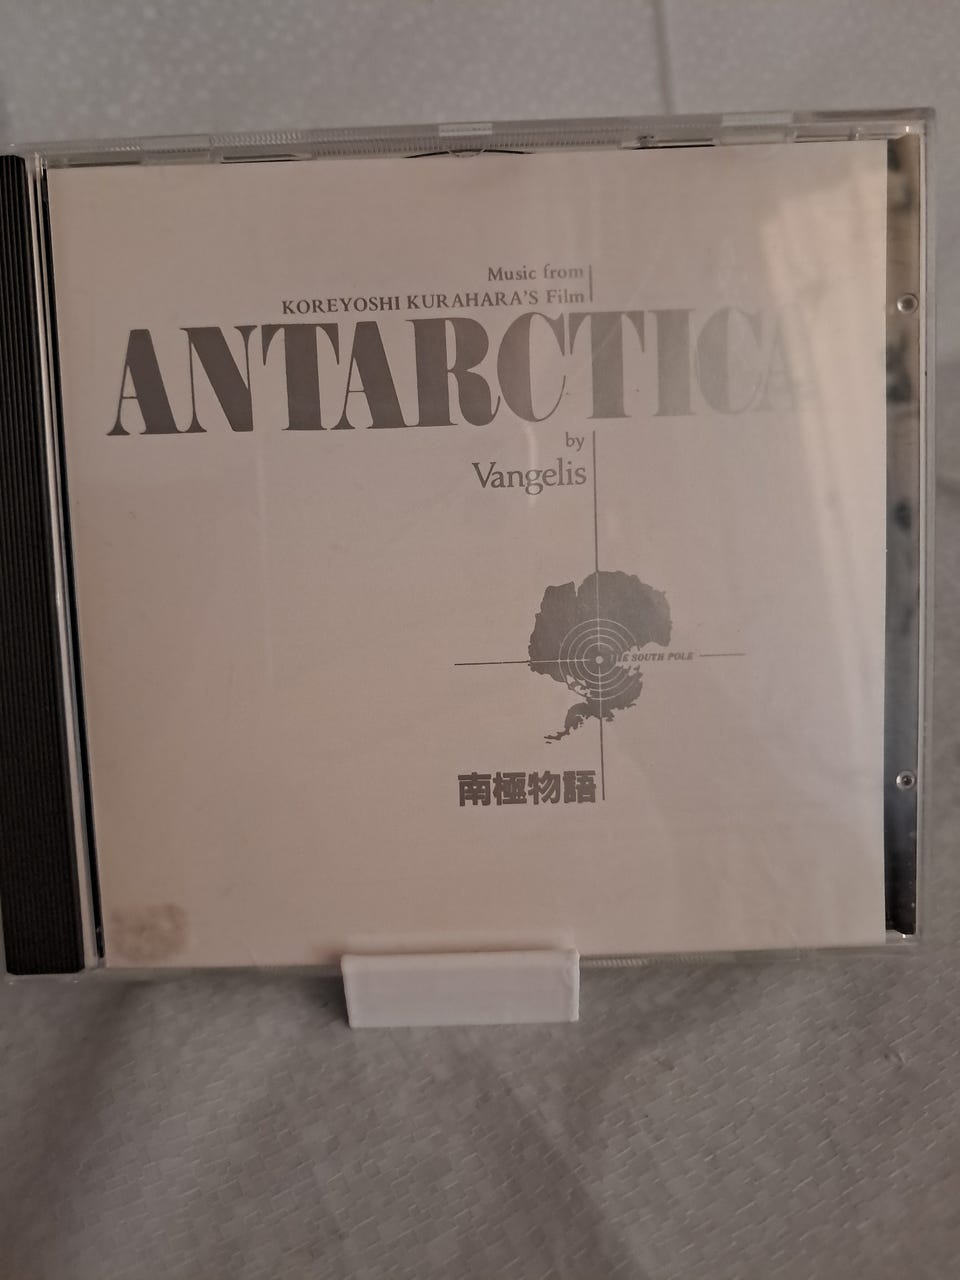 Music from
KOREYOSHI KURAHARA'S Film
ANTARCTICA
by
Vangelis
THE SOUTH POLE
南極物語